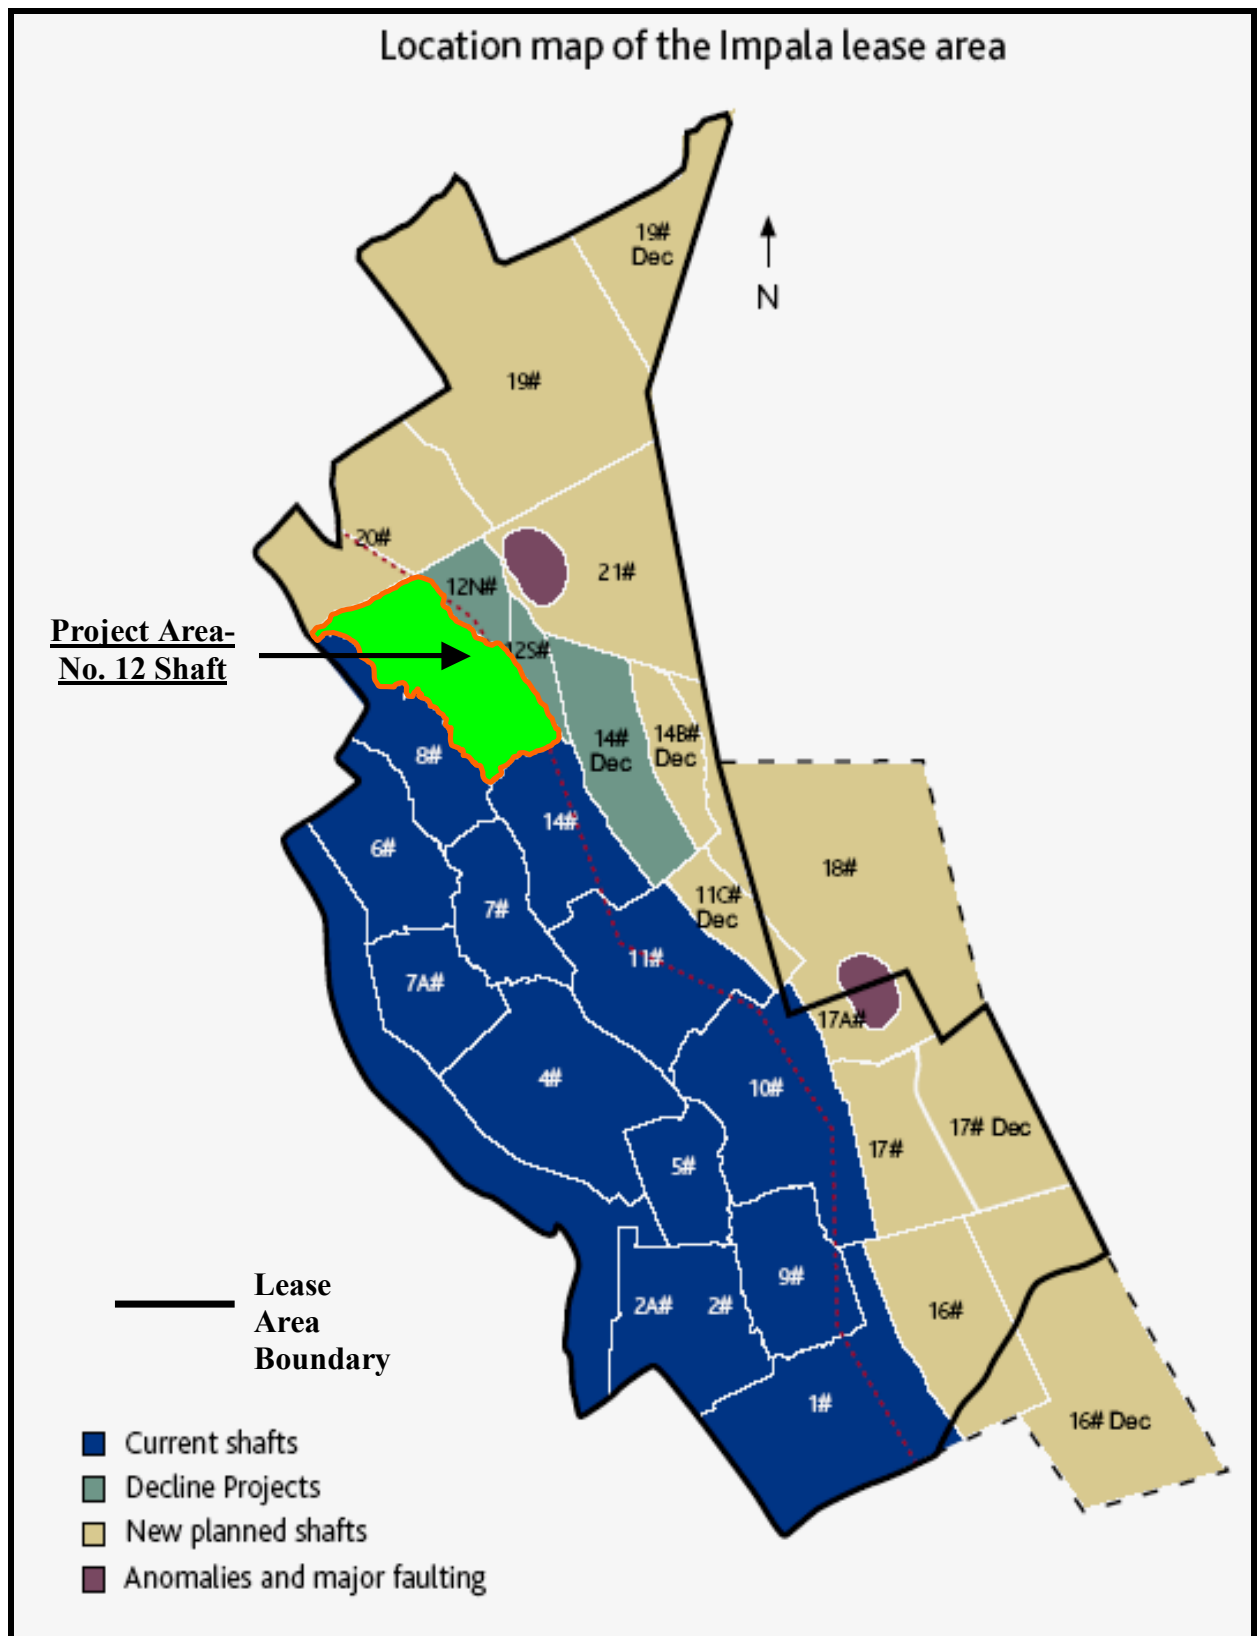 Location map of the Impala lease area
19#
Dec
N
19#
20#
12N#
21#
Project Area-
No. 12 Shaft
12S#
14#
Dec
14B#
Dec
8#
14#
6#
18#
11C#
Dec
7#
11#
7A#
17A#
4#
10#
17# Dec
17#
5#
9#
Lease
Area
Boundary
2A#
2#
16#
1#
16# Dec
Current shafts
Decline Projects
New planned shafts
Anomalies and major faulting